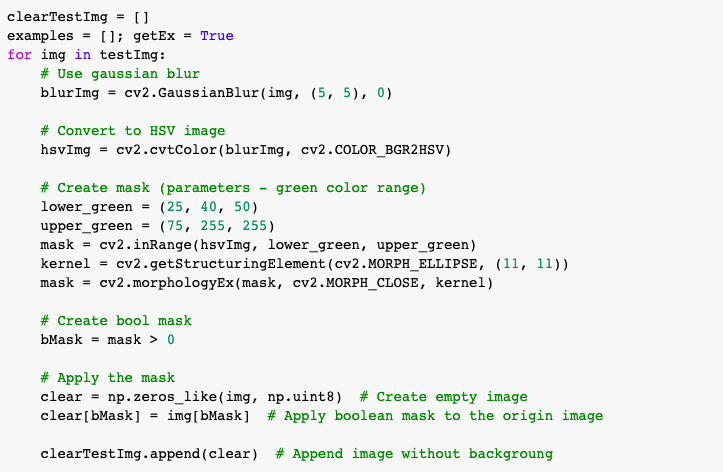 clearTestImg = []
examples = []; getEx = True
for img in testImg:
    # Use gaussian blur
    blurImg = cv2.GaussianBlur(img, (5, 5), 0)

    # Convert to HSV image
    hsvImg = cv2.cvtColor(blurImg, cv2.COLOR_BGR2HSV)

    # Create mask (parameters - green color range)
    lower_green = (25, 40, 50)
    upper_green = (75, 255, 255)
    mask = cv2.inRange(hsvImg, lower_green, upper_green)
    kernel = cv2.getStructuringElement(cv2.MORPH_ELLIPSE, (11, 11))
    mask = cv2.morphologyEx(mask, cv2.MORPH_CLOSE, kernel)

    # Create bool mask
    bMask = mask > 0

    # Apply the mask
    clear = np.zeros_like(img, np.uint8)  # Create empty image
    clear[bMask] = img[bMask]  # Apply boolean mask to the origin image

    clearTestImg.append(clear)  # Append image without backgroung